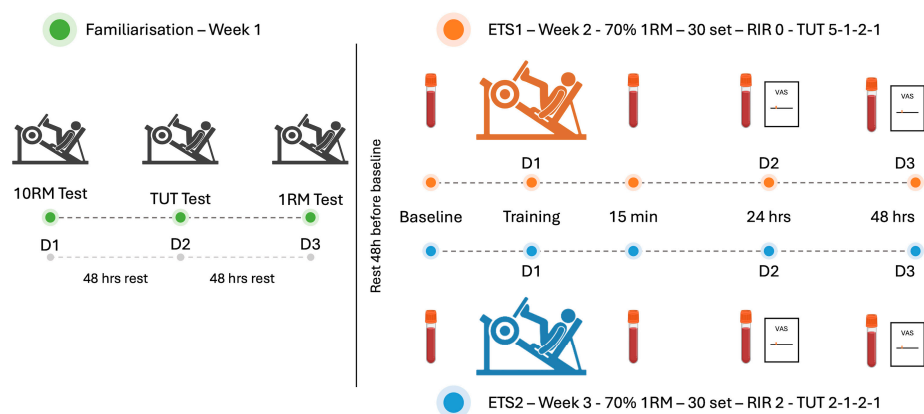 Familiarisation – Week 1
10RM Test
TUT Test
1RM Test
D1
D2
D3
48 hrs rest
48 hrs rest
Rest 48h before baseline
ETS1 – Week 2 - 70% 1RM – 30 set – RIR 0 - TUT 5-1-2-1
VAS
VAS
D1
D2
D3
Baseline
Training
15 min
24 hrs
48 hrs
D1
D2
D3
VAS
VAS
ETS2 – Week 3 - 70% 1RM – 30 set – RIR 2 - TUT 2-1-2-1